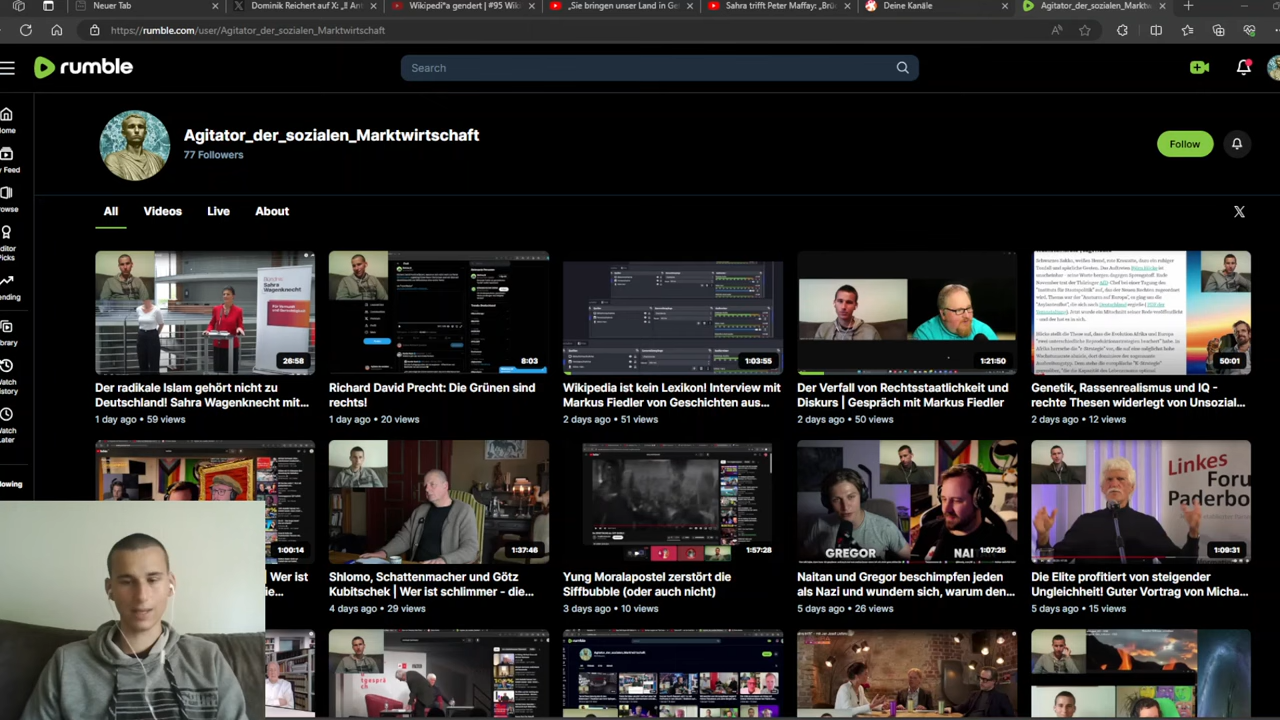 Neuer Tab
Dominik Reichert auf X: „II Ant
Wikipedi*a gendert | #95 Wiki
„Sie bringen unser Land in Ge
Sahra trifft Peter Maffay: „Brü
Deine Kanäle
Agitator_der_sozialen_Marktw
https://rumble.com/user/Agitator_der_sozialen_Marktwirtschaft
rumble
Search
Agitator_der_sozialen_Marktwirtschaft
77 Followers
Follow
All
Videos
Live
About
26:58
8:03
1:03:55
1:21:50
50:01
Der radikale Islam gehört nicht zu
Deutschland! Sahra Wagenknecht mit...
1 day ago • 59 views
Richard David Precht: Die Grünen sind
rechts!
1 day ago • 20 views
Wikipedia ist kein Lexikon! Interview mit
Markus Fiedler von Geschichten aus...
2 days ago • 51 views
Der Verfall von Rechtsstaatlichkeit und
Diskurs | Gespräch mit Markus Fiedler
2 days ago • 50 views
Genetik, Rassenrealismus und IQ -
rechte Thesen widerlegt von Unsozial...
2 days ago • 12 views
1:00:14
1:37:46
1:57:28
GREGOR
NAI
1:07:25
Linkes
Foru
Paderbo
1:09:31
| Wer ist
ie...
Shlomo, Schattenmacher und Götz
Kubitschek | Wer ist schlimmer - die...
4 days ago • 29 views
Yung Moralapostel zerstört die
Siffbubble (oder auch nicht)
3 days ago • 10 views
Naitan und Gregor beschimpfen jeden
als Nazi und wundern sich, warum den...
5 days ago • 26 views
Die Elite profitiert von steigender
Ungleichheit! Guter Vortrag von Micha...
5 days ago • 15 views